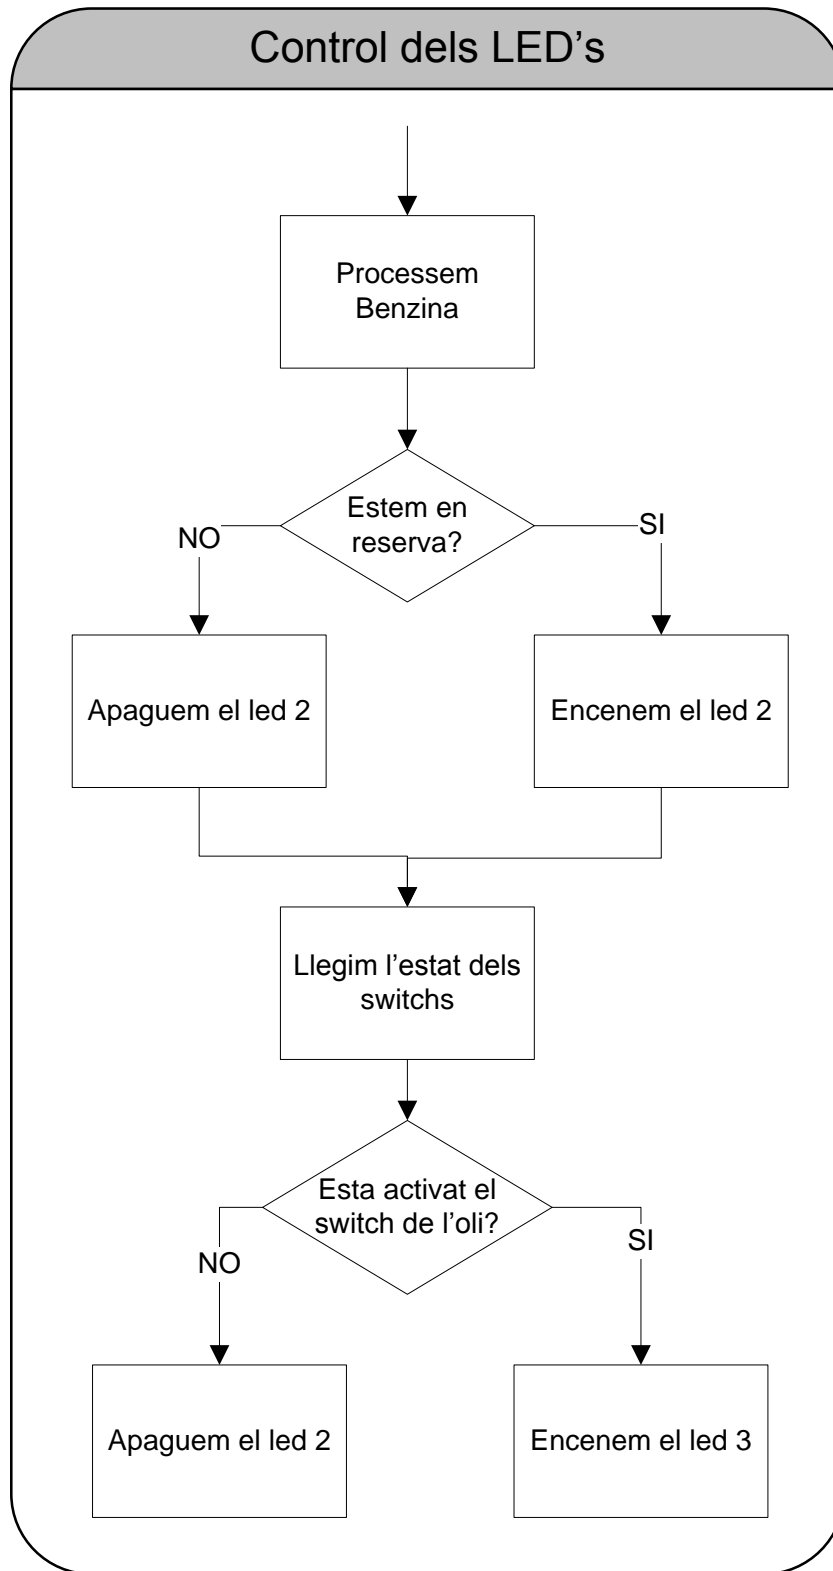 Control dels LED’s
Processem
Benzina
Estem en
reserva?
NO
SI
Apaguem el led 2
Encenem el led 2
Llegim l’estat dels
switchs
Esta activat el
switch de l’oli?
NO
SI
Apaguem el led 2
Encenem el led 3